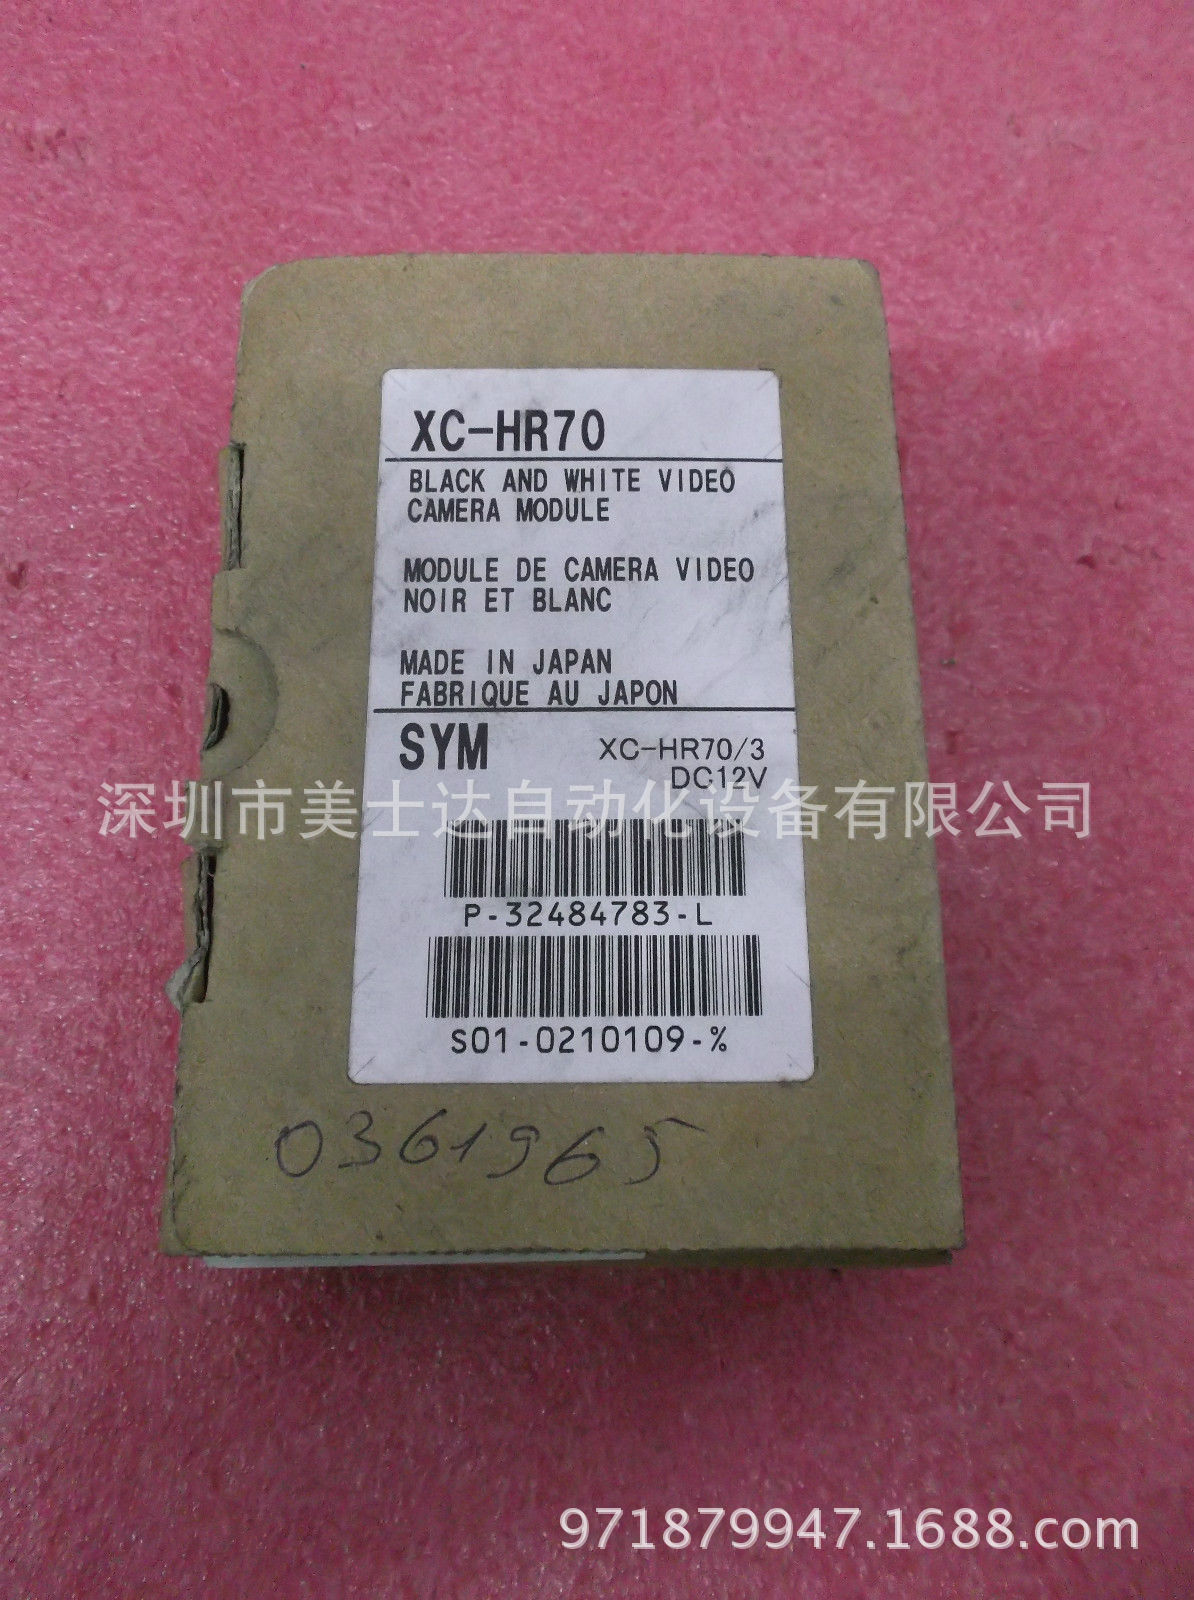 XC-HR70
BLACK AND WHITE VIDEO
CAMERA MODULE
MODULE DE CAMERA VIDEO
NOIR ET BLANC
MADE IN JAPAN
FABRIQUE AU JAPON
SYM XC-HR70/3
DC12V
深圳市美士达自动化设备有限公司
P-32484783-L
S01-0210109-%
0361965
971879947.1688.com